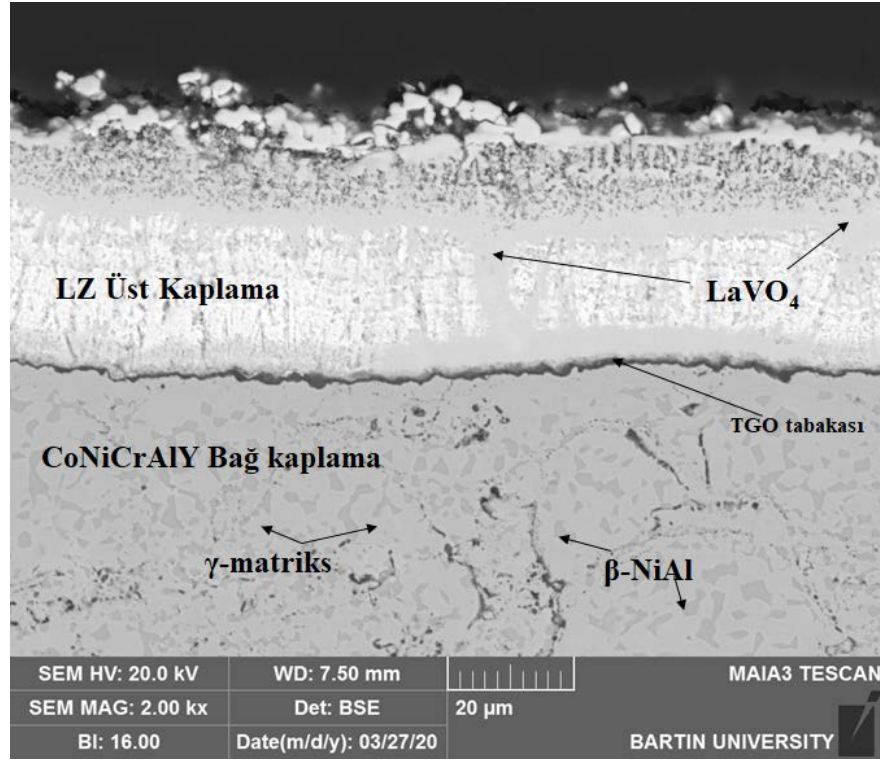 LZ Üst Kaplama
LaVO₄
TGO tabakası
CoNiCrAlY Bağ kaplama
γ-matriks
β-NiAl
SEM HV: 20.0 kV
WD: 7.50 mm
MAIA3 TESCAN
SEM MAG: 2.00 kx
Det: BSE
20 µm
BI: 16.00
Date(m/d/y): 03/27/20
BARTIN UNIVERSITY